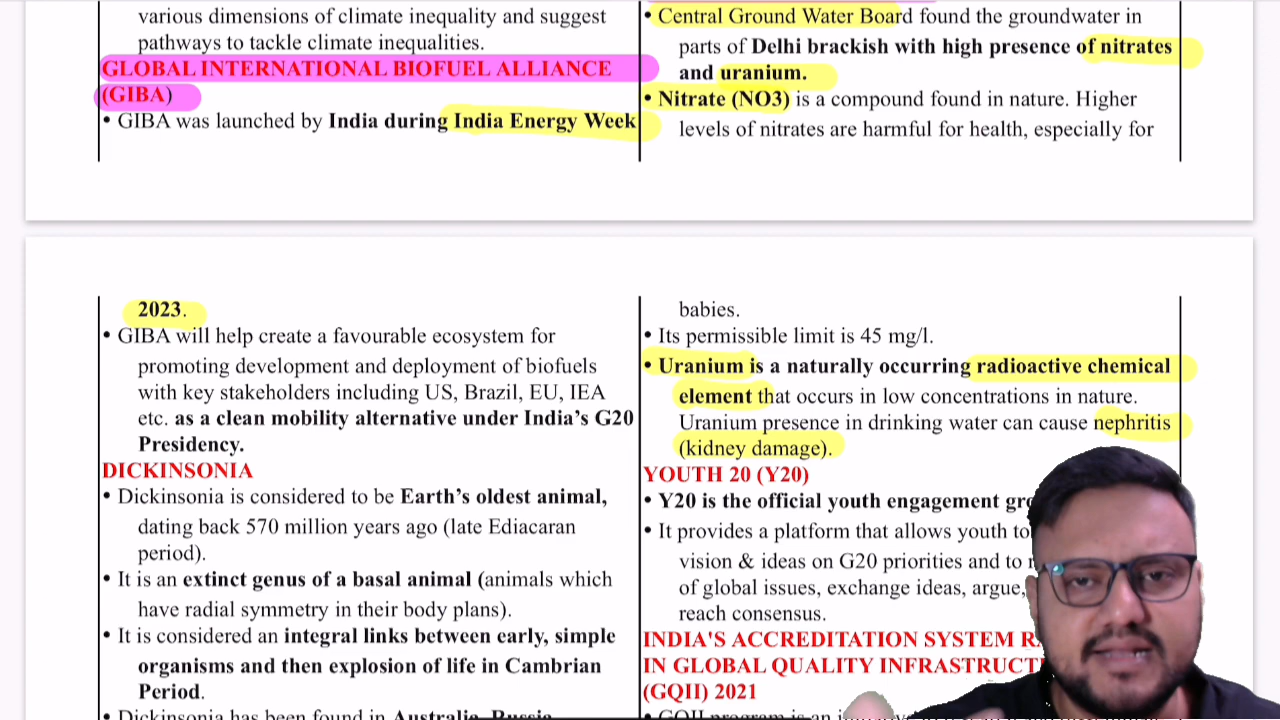 various dimensions of climate inequality and suggest
pathways to tackle climate inequalities.
GLOBAL INTERNATIONAL BIOFUEL ALLIANCE
(GIBA)
• GIBA was launched by India during India Energy Week
2023.
• GIBA will help create a favourable ecosystem for
promoting development and deployment of biofuels
with key stakeholders including US, Brazil, EU, IEA
etc. as a clean mobility alternative under India’s G20
Presidency.
DICKINSONIA
• Dickinsonia is considered to be Earth’s oldest animal,
dating back 570 million years ago (late Ediacaran
period).
• It is an extinct genus of a basal animal (animals which
have radial symmetry in their body plans).
• It is considered an integral links between early, simple
organisms and then explosion of life in Cambrian
Period.
• Dickinsonia has been found in Australia, Russia
• Central Ground Water Board found the groundwater in
parts of Delhi brackish with high presence of nitrates
and uranium.
• Nitrate (NO3) is a compound found in nature. Higher
levels of nitrates are harmful for health, especially for
babies.
• Its permissible limit is 45 mg/l.
• Uranium is a naturally occurring radioactive chemical
element that occurs in low concentrations in nature.
Uranium presence in drinking water can cause nephritis
(kidney damage).
YOUTH 20 (Y20)
• Y20 is the official youth engagement
• It provides a platform that allows youth to
vision & ideas on G20 priorities and to
of global issues, exchange ideas, argue,
reach consensus.
INDIA'S ACCREDITATION SYSTEM
IN GLOBAL QUALITY
(GQII) 2021
• GQII program is an